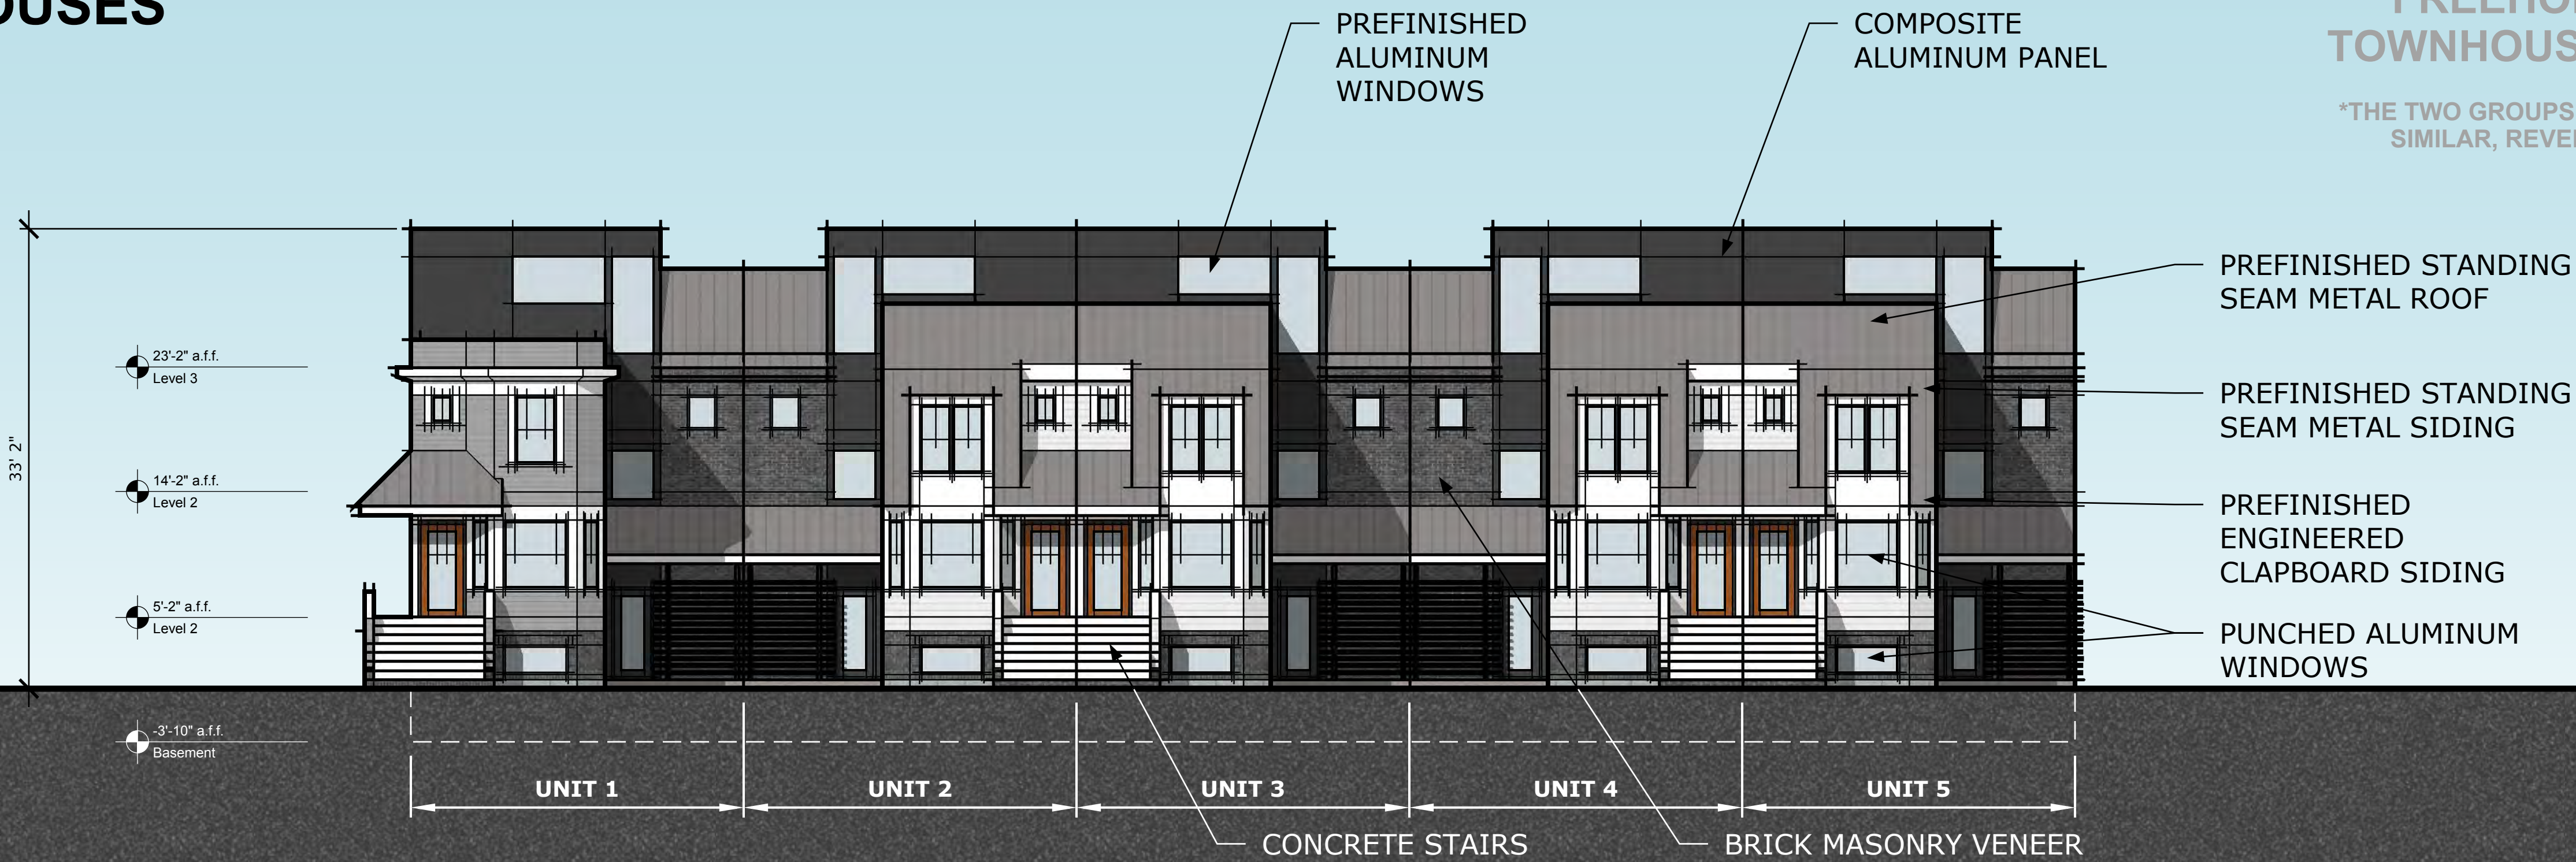 PREFINISHED
ALUMINUM
WINDOWS
COMPOSITE
ALUMINUM PANEL
*THE TWO GROUPS
PREFINISHED STANDING
SEAM METAL ROOF
PREFINISHED STANDING
SEAM METAL SIDING
PREFINISHED
ENGINEERED
CLAPBOARD SIDING
PUNCHED ALUMINUM
WINDOWS
33' 2"
23'-2" a.f.f.
Level 3
14'-2" a.f.f.
Level 2
5'-2" a.f.f.
Level 2
-3'-10" a.f.f.
Basement
UNIT 1
UNIT 2
UNIT 3
UNIT 4
UNIT 5
CONCRETE STAIRS
BRICK MASONRY VENEER
SIMILAR,